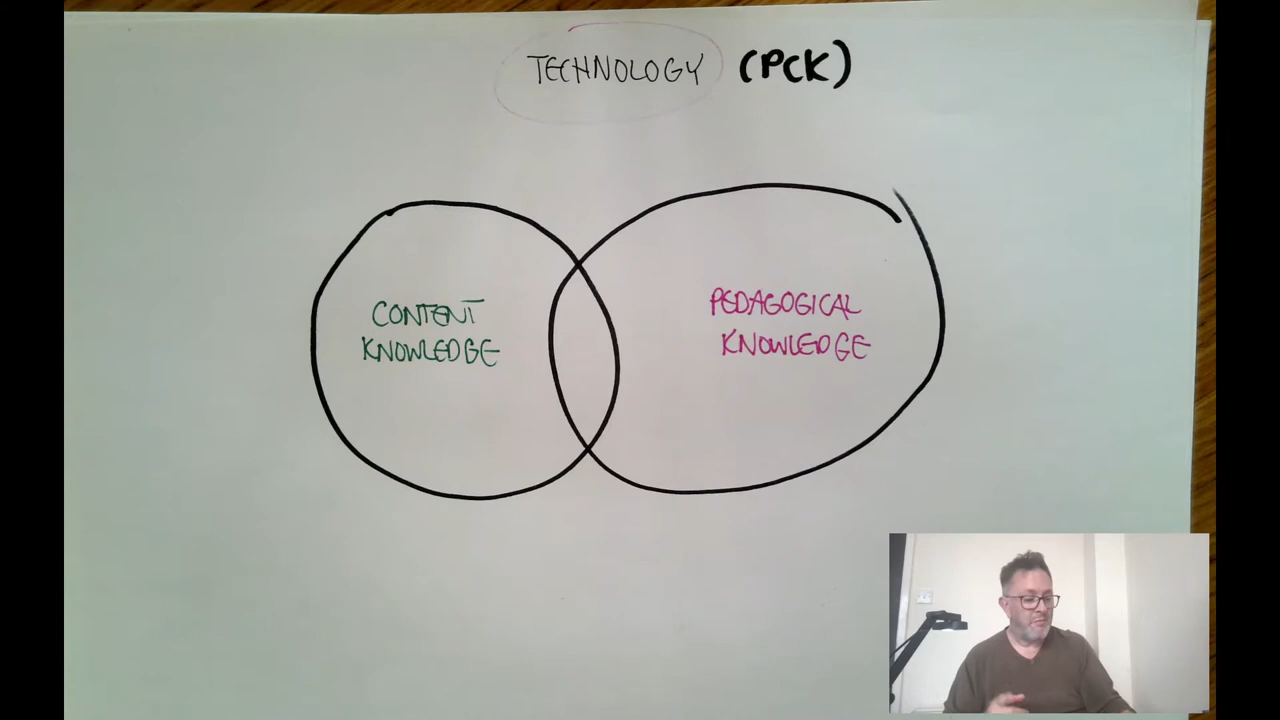 TECHNOLOGY (PCK)
CONTENT
KNOWLEDGE
PEDAGOGICAL
KNOWLEDGE